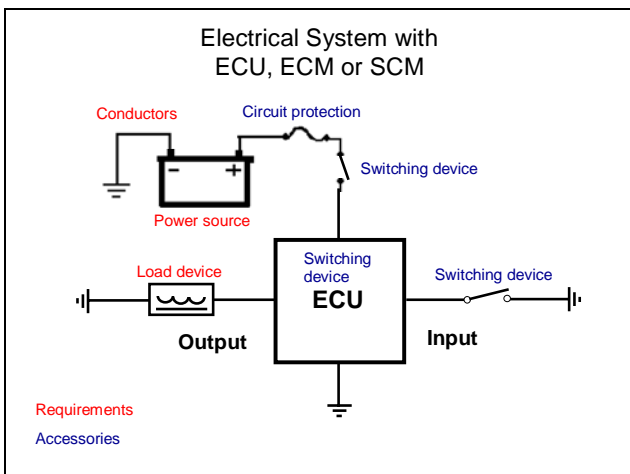 Electrical System with
ECU, ECM or SCM
Conductors
Circuit protection
Switching device
- +
Power source
Load device
Switching
device
ECU
Switching device
Output
Input
Requirements
Accessories